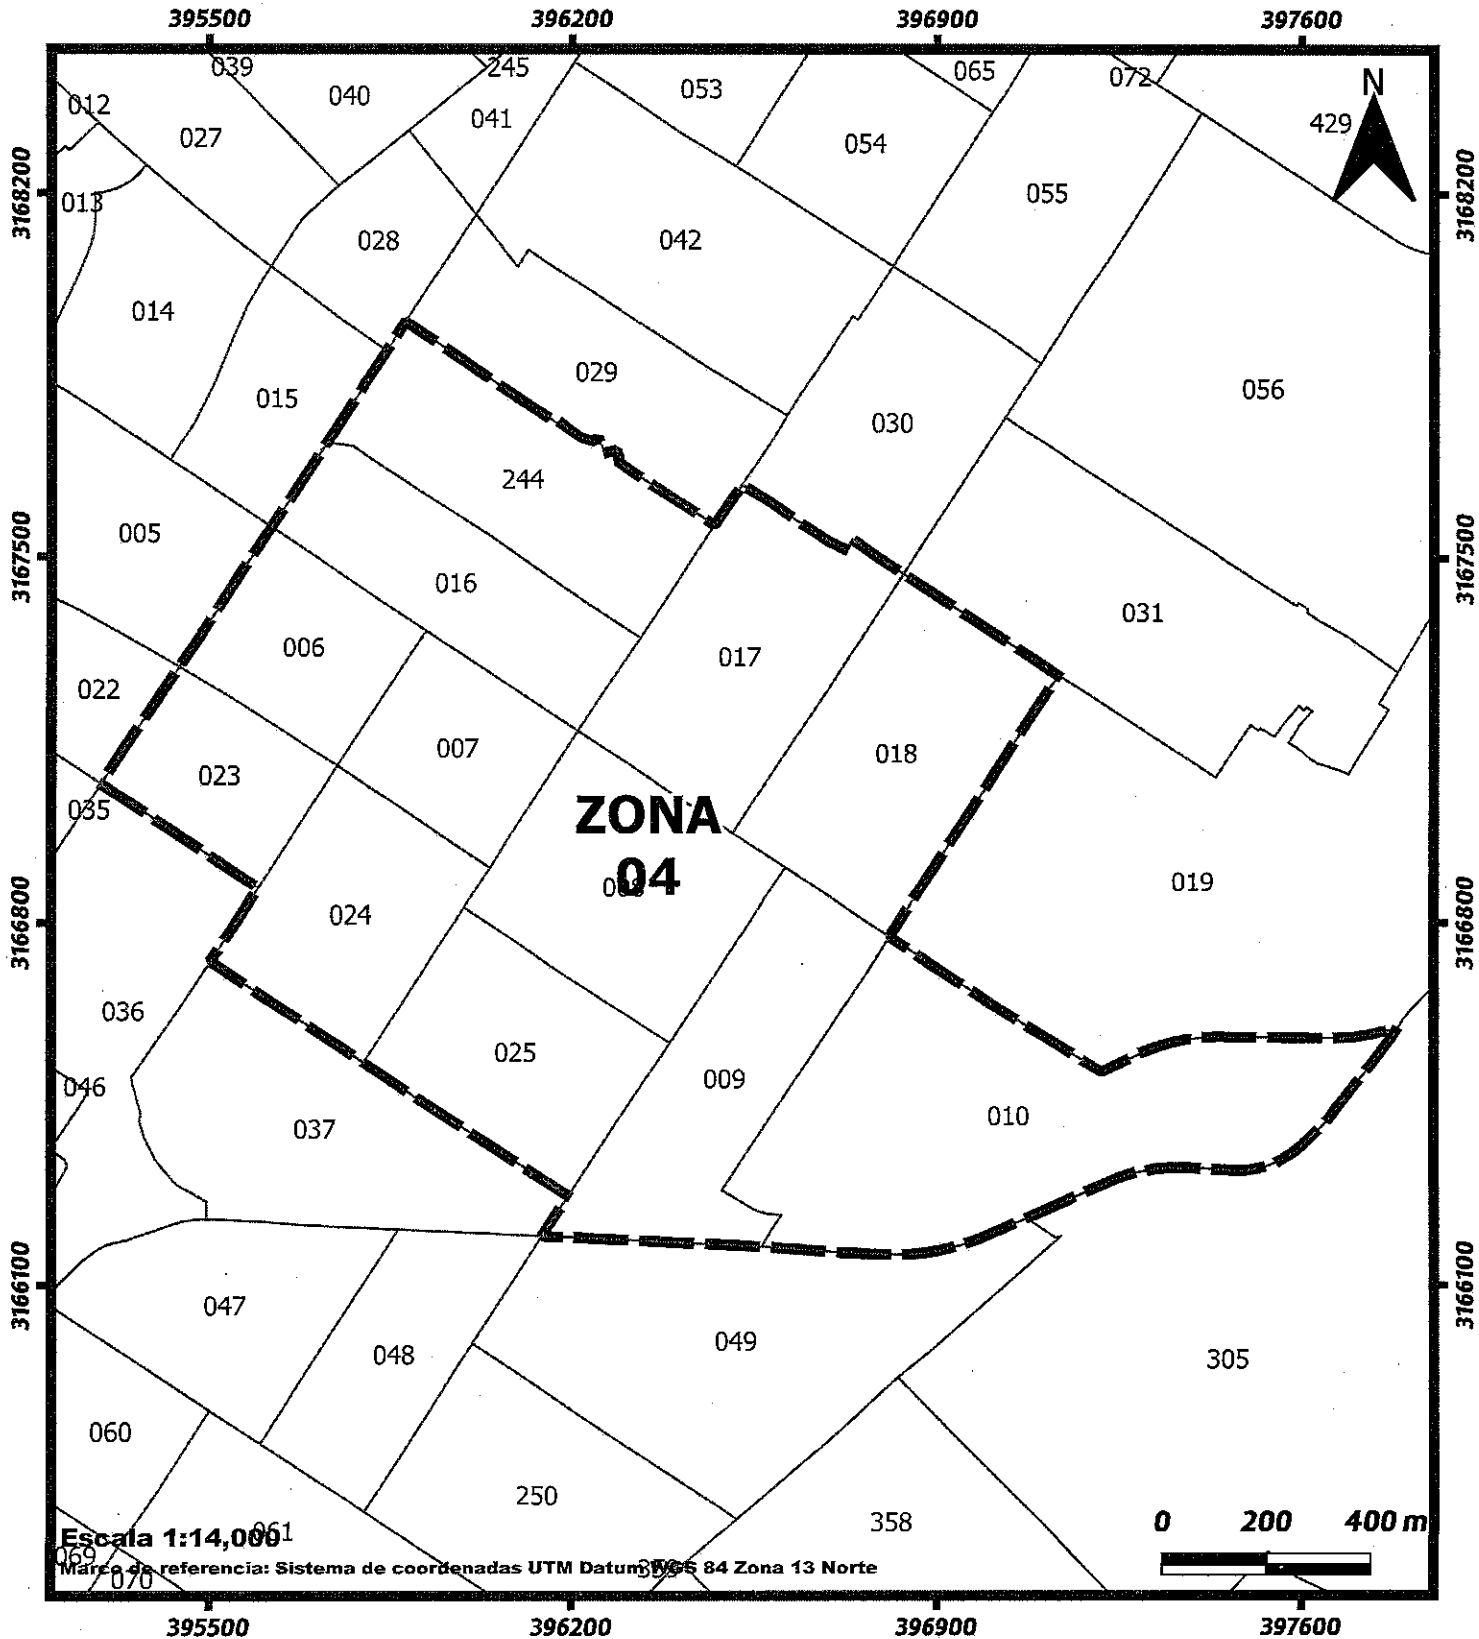 395500 396200 396900 397600
039 245 053 065 072 N
012 040 041 054 429
027
3168200 013 055 3168200
028 042
014
029 056
015 030
244
3167500 005 3167500
016 031
006 017
022
007 018
023
035 ZONA
04
019
024
3166800 3166800
036 025
046 009
037 010
3166100 3166100
047
048 049 305
060
250 358 0 200 400 m
Escala 1:14,000
061
069
Marco de referencia: Sistema de coordenadas UTM Datum WGS 84 Zona 13 Norte
070
395500 396200 396900 397600